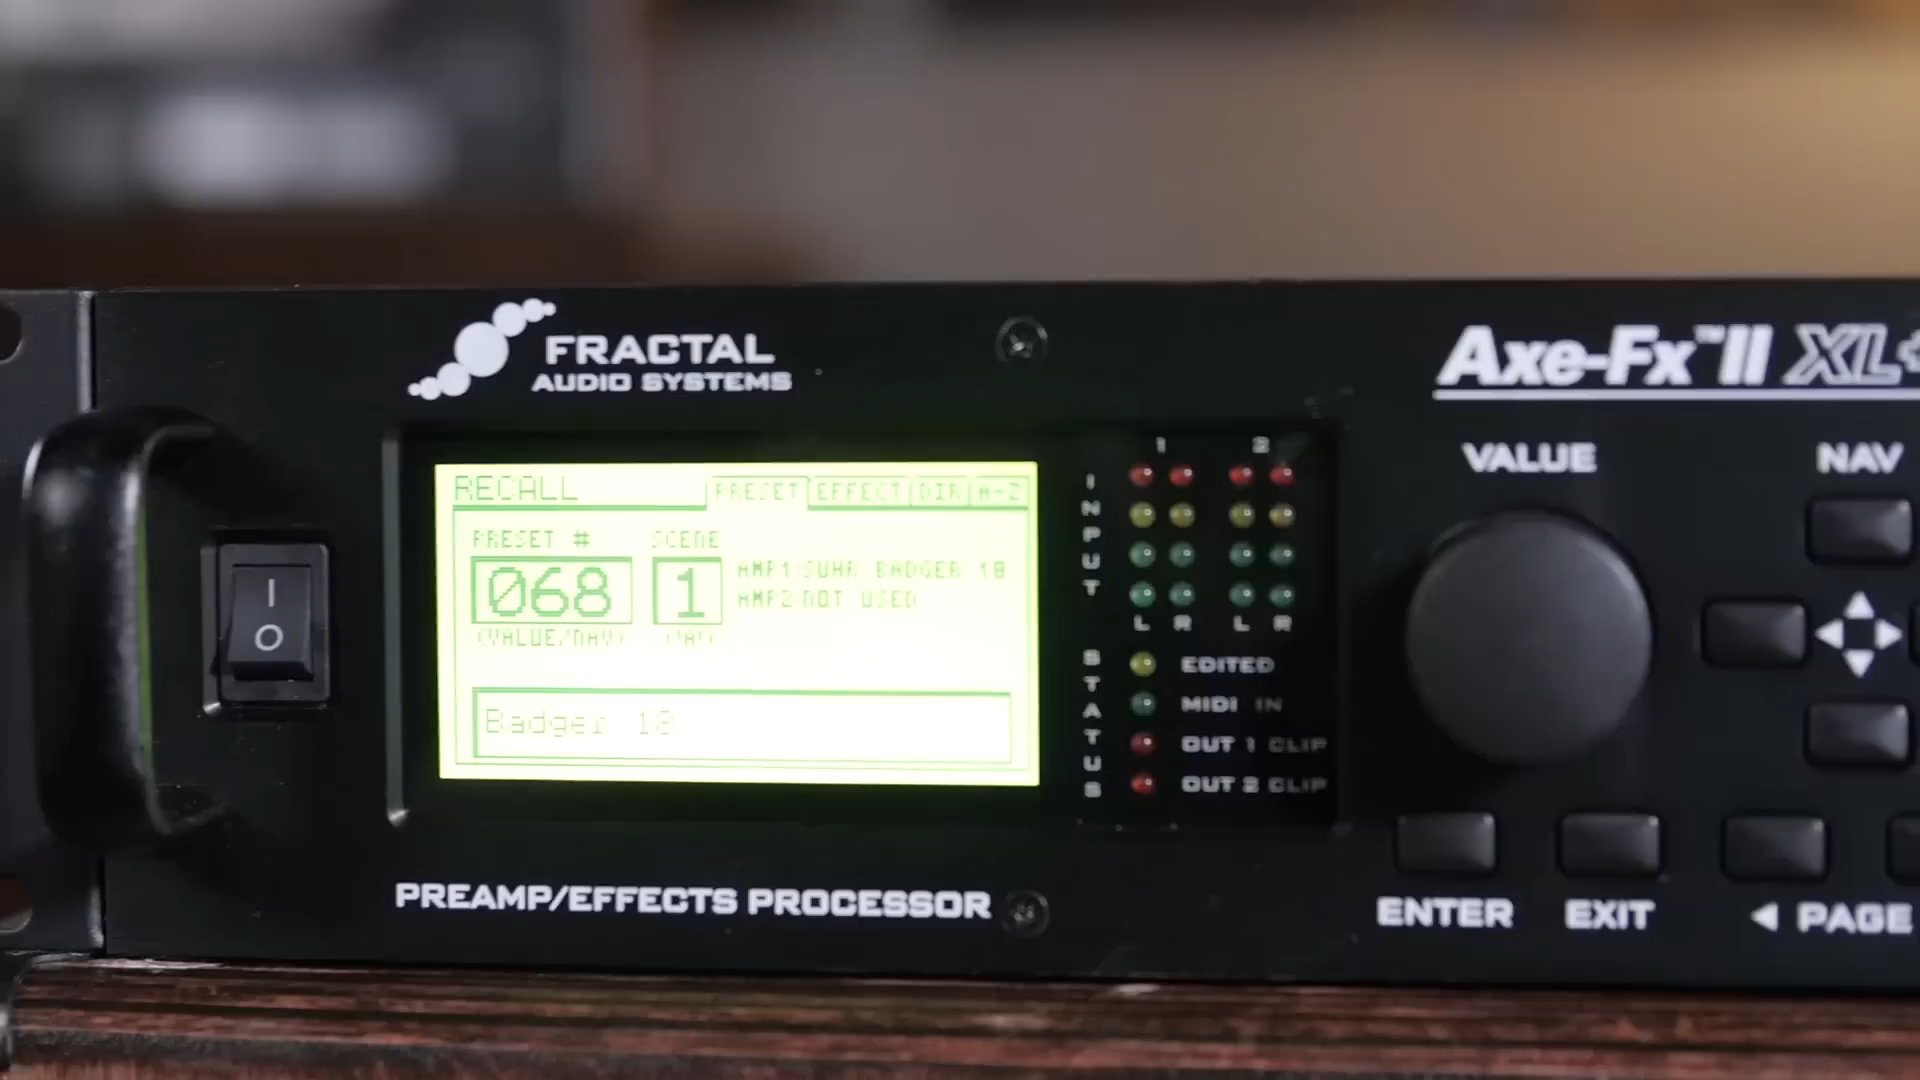 FRACTAL
AUDIO SYSTEMS
Axe-Fx™ II XL+
RECALL
PRESET EFFECT DIR A-Z
PRESET # SCENE
068 1
AMP1:SUHR BADGER 18
AMP2:NOT USED
(VALUE/NAV)
Badger 18
I
O
1 2
INPUT
L R L R
STATUS
EDITED
MIDI IN
OUT 1 CLIP
OUT 2 CLIP
VALUE
NAV
ENTER
EXIT
◀ PAGE
PREAMP/EFFECTS PROCESSOR